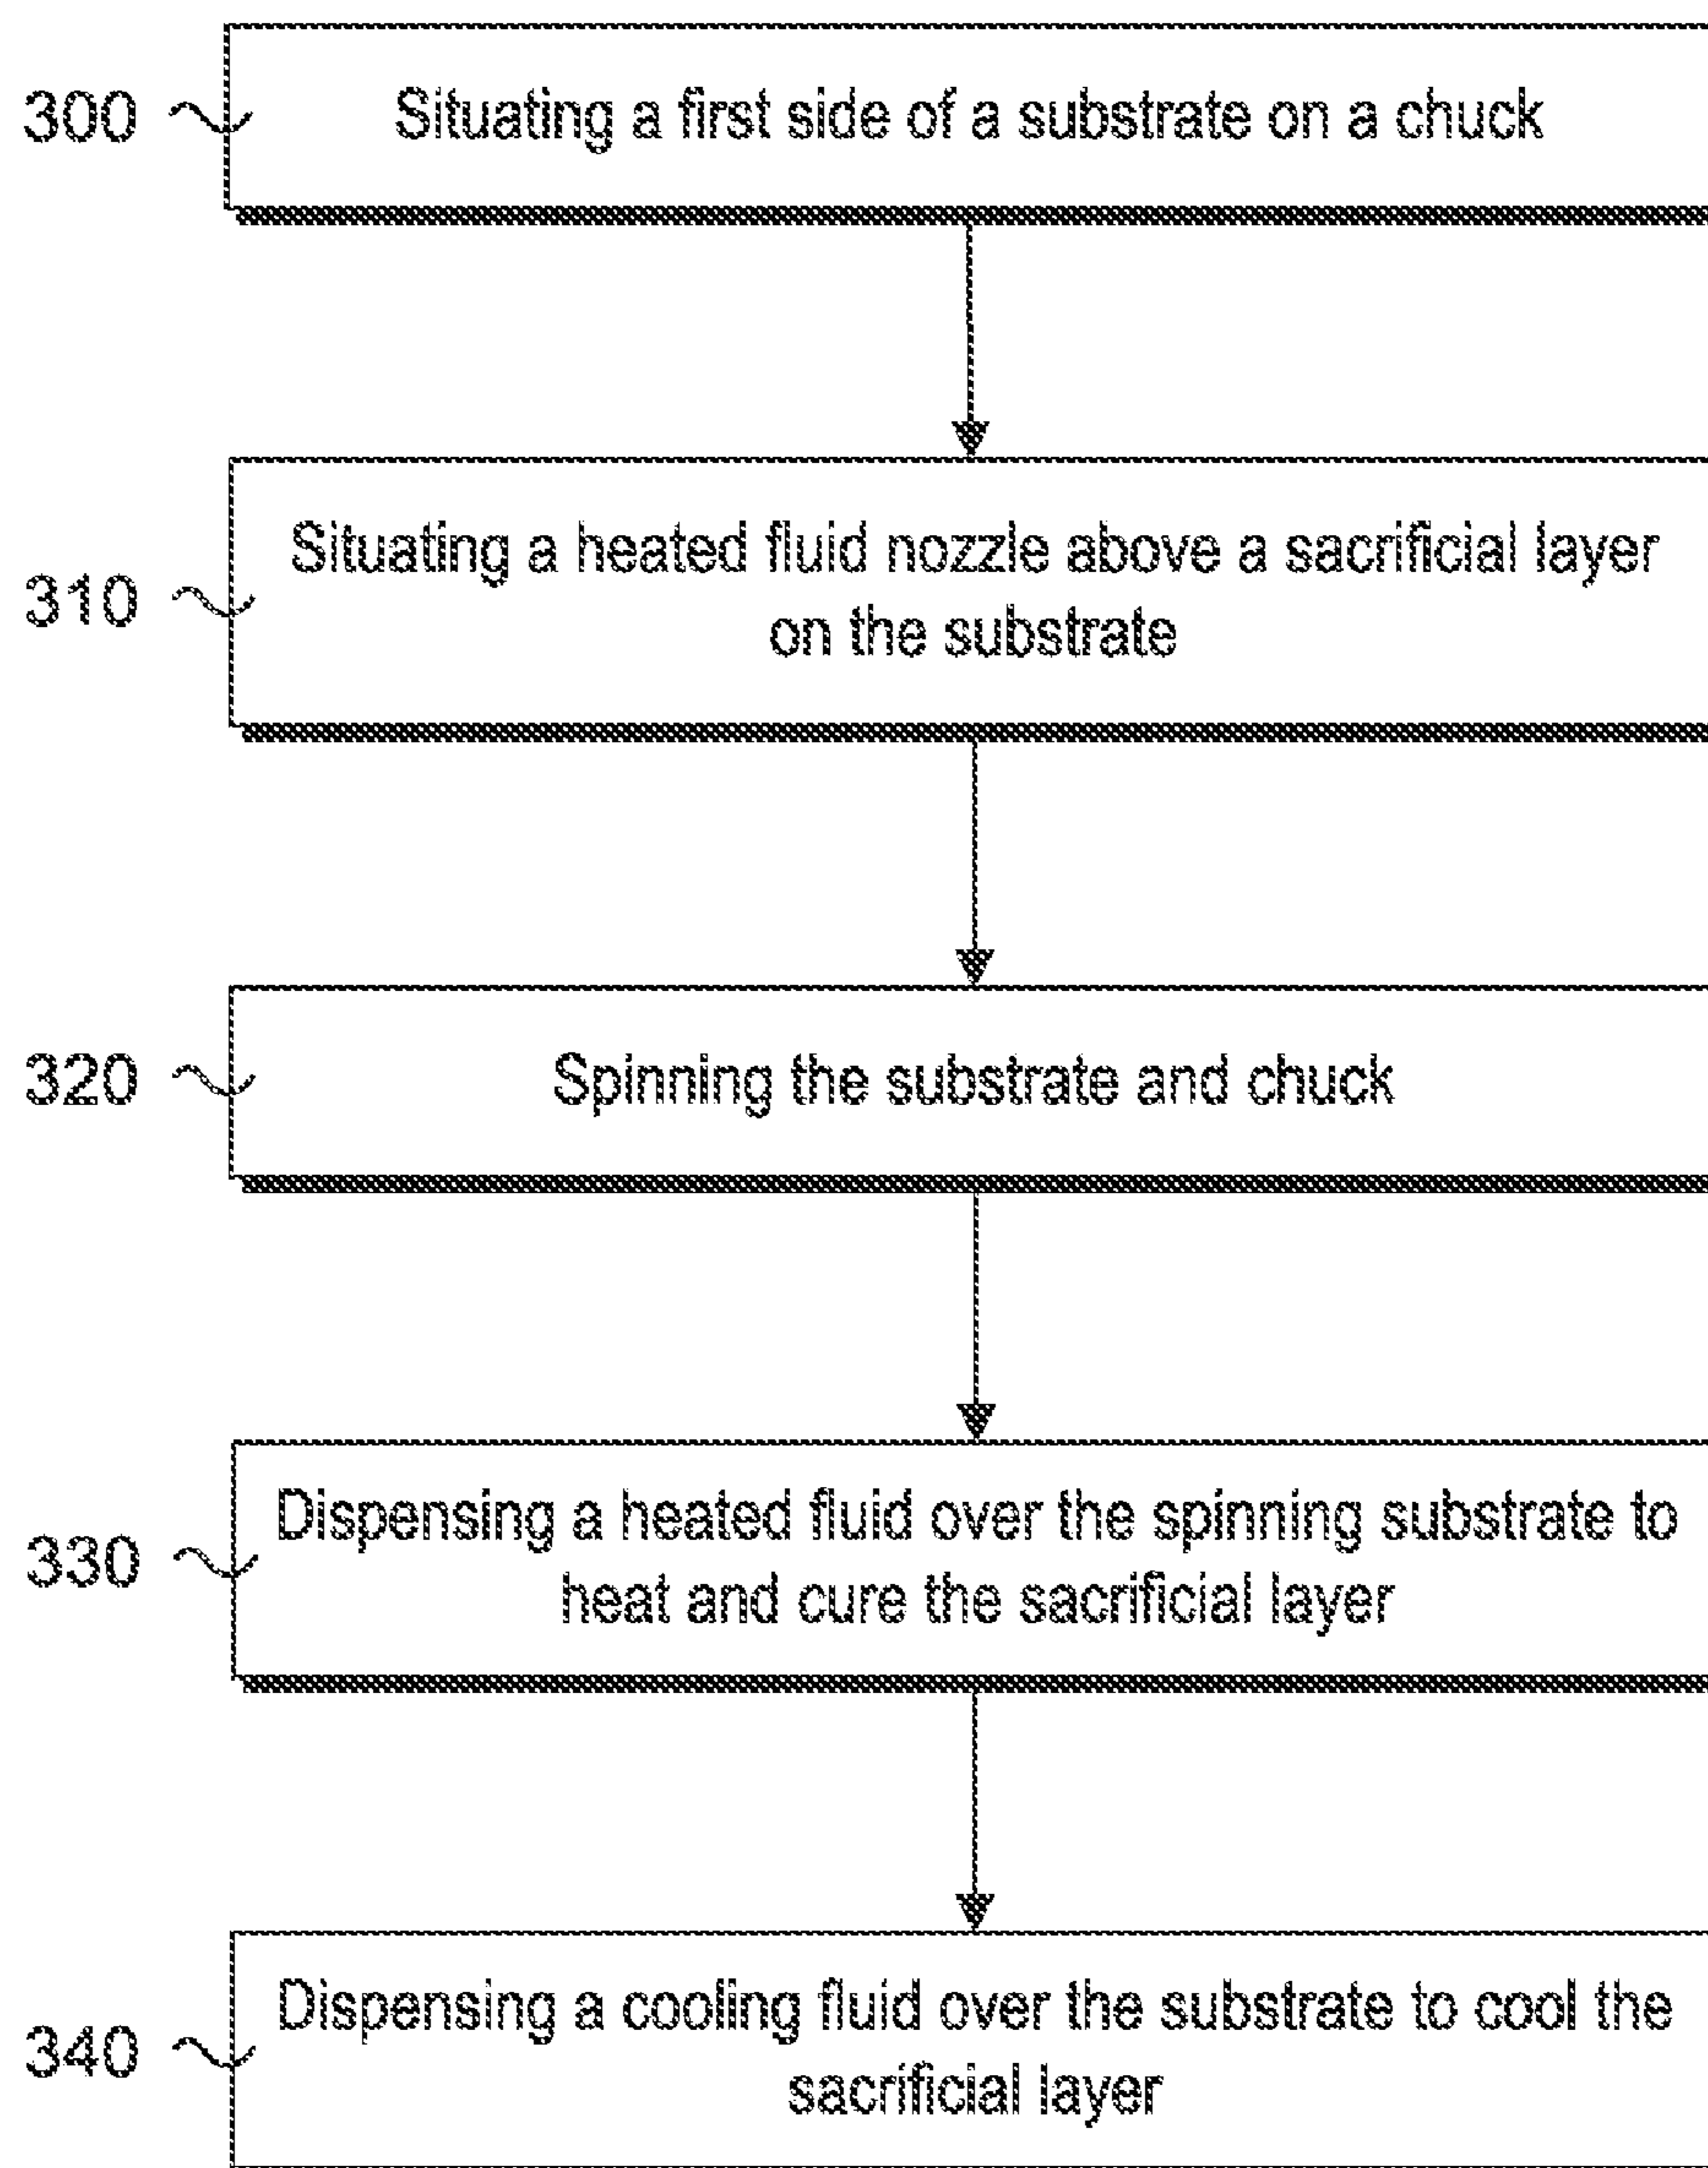 300
Situating a first side of a substrate on a chuck
310
Situating a heated fluid nozzle above a sacrificial layer
on the substrate
320
Spinning the substrate and chuck
330
Dispensing a heated fluid over the spinning substrate to
heat and cure the sacrificial layer
340
Dispensing a cooling fluid over the substrate to cool the
sacrificial layer